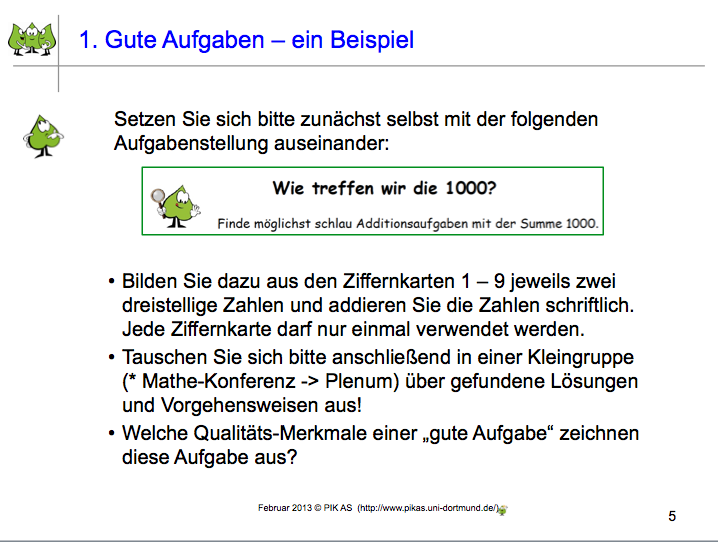 1. Gute Aufgaben – ein Beispiel
Setzen Sie sich bitte zunächst selbst mit der folgenden
Aufgabenstellung auseinander:
Wie treffen wir die 1000?
Finde möglichst schlau Additionsaufgaben mit der Summe 1000.
• Bilden Sie dazu aus den Ziffernkarten 1 – 9 jeweils zwei
dreistellige Zahlen und addieren Sie die Zahlen schriftlich.
Jede Ziffernkarte darf nur einmal verwendet werden.
• Tauschen Sie sich bitte anschließend in einer Kleingruppe
(* Mathe-Konferenz -> Plenum) über gefundene Lösungen
und Vorgehensweisen aus!
• Welche Qualitäts-Merkmale einer „gute Aufgabe“ zeichnen
diese Aufgabe aus?
Februar 2013 © PIK AS (http://www.pikas.uni-dortmund.de/)
5